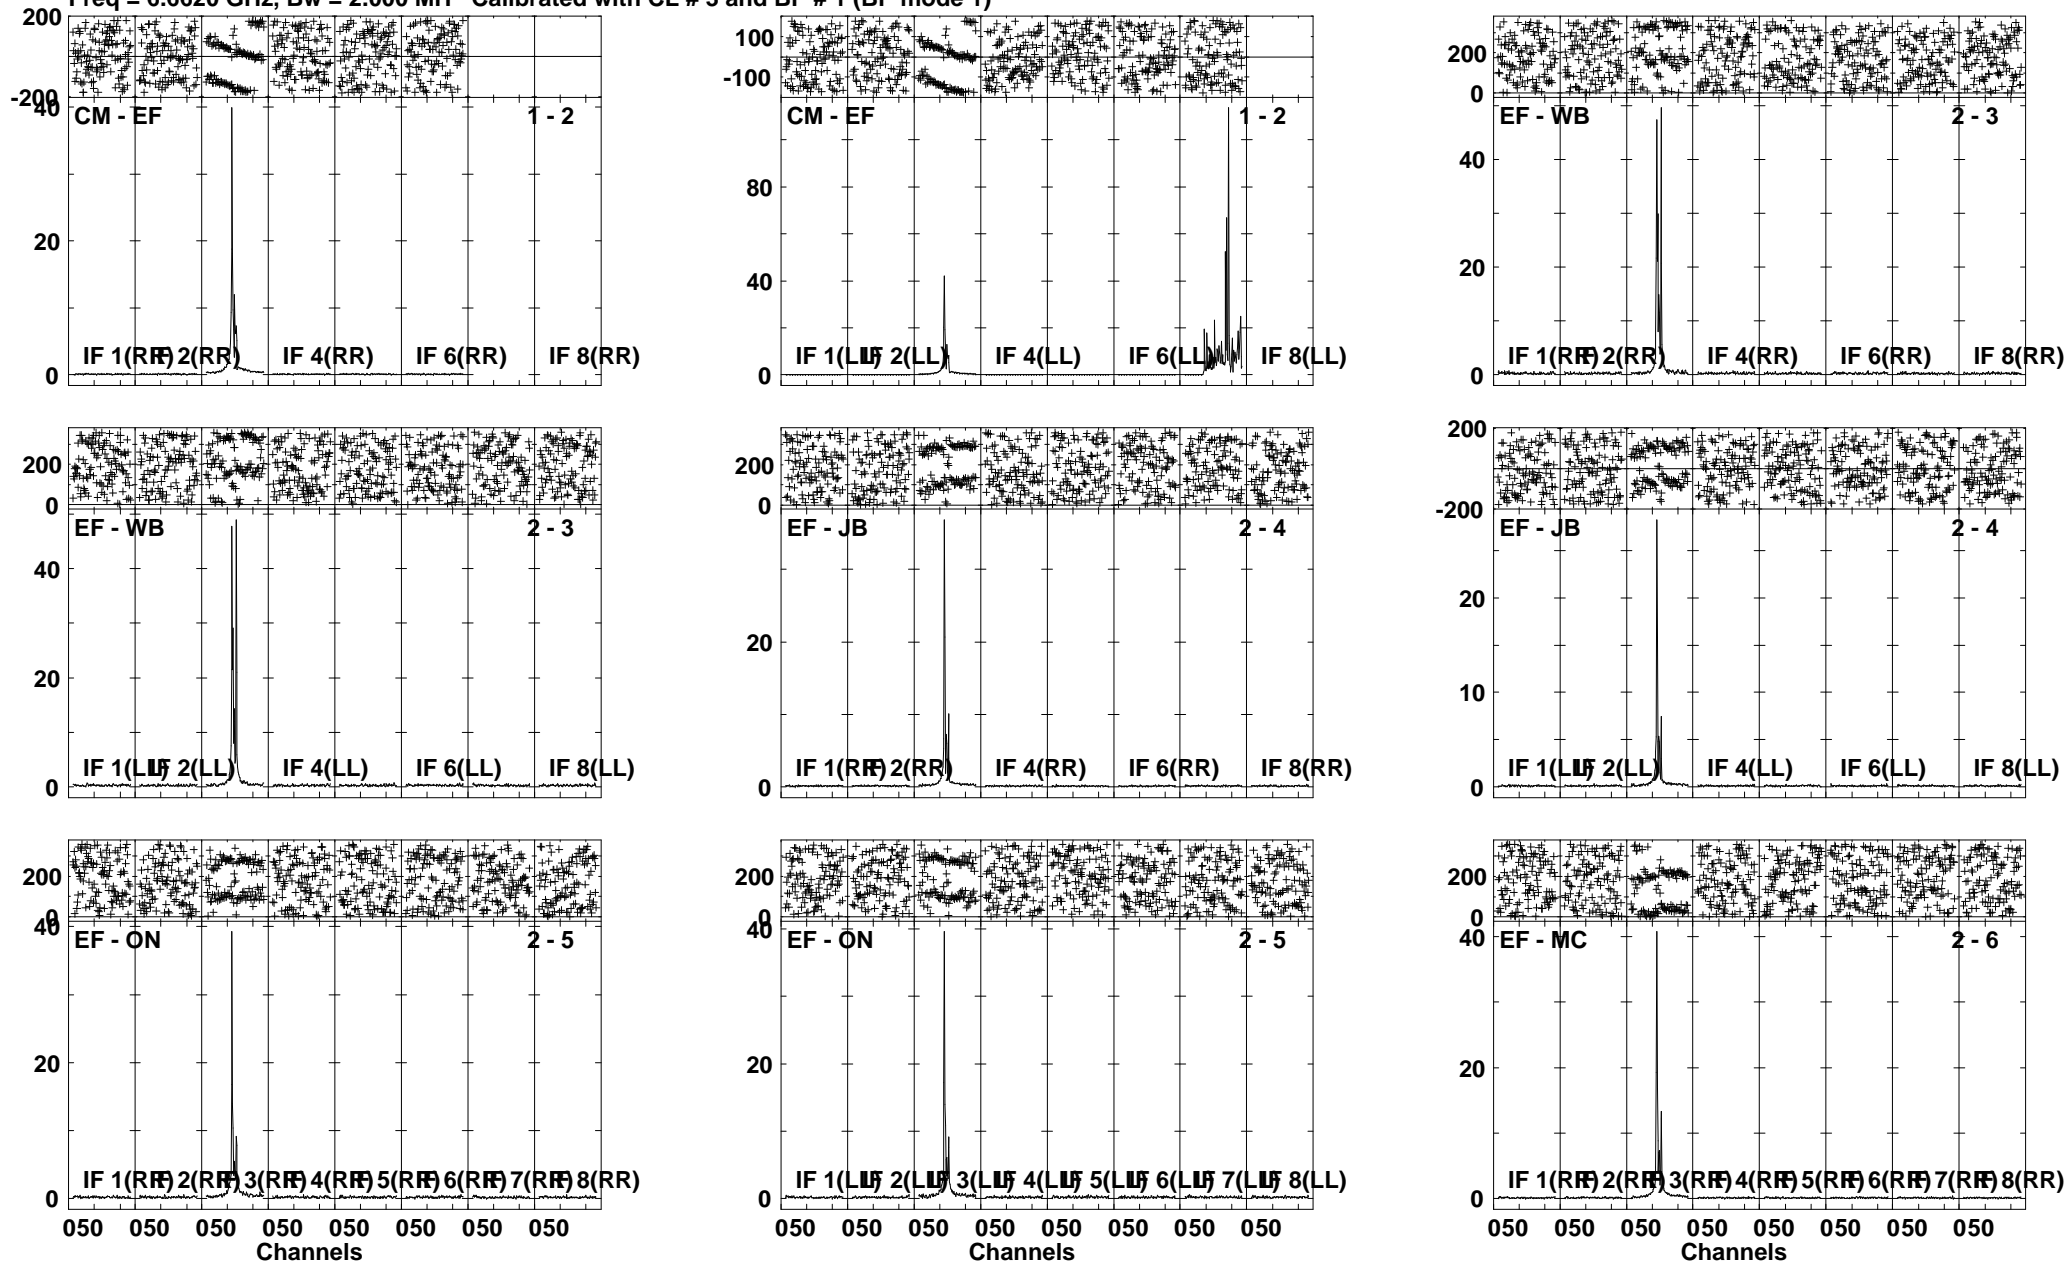 Freq = 6.6620 GHz, Bw = 2.000 MH Calibrated with CL # 3 and BP # 1 (BP mode 1)
200
-200
40
20
0
CM - EF
1 - 2
IF 1(RR)
IF 2(RR)
IF 4(RR)
IF 6(RR)
IF 8(RR)
100
-100
80
40
0
CM - EF
1 - 2
IF 1(LL)
IF 2(LL)
IF 4(LL)
IF 6(LL)
IF 8(LL)
200
0
40
20
0
EF - WB
2 - 3
IF 1(RR)
IF 2(RR)
IF 4(RR)
IF 6(RR)
IF 8(RR)
200
0
40
20
0
EF - WB
2 - 3
IF 1(LL)
IF 2(LL)
IF 4(LL)
IF 6(LL)
IF 8(LL)
200
0
20
0
EF - JB
2 - 4
IF 1(RR)
IF 2(RR)
IF 4(RR)
IF 6(RR)
IF 8(RR)
200
-200
20
10
0
EF - JB
2 - 4
IF 1(LL)
IF 2(LL)
IF 4(LL)
IF 6(LL)
IF 8(LL)
200
0
40
20
0
EF - ON
2 - 5
IF 1(RR)
IF 2(RR)
IF 3(RR)
IF 4(RR)
IF 5(RR)
IF 6(RR)
IF 7(RR)
IF 8(RR)
050 050 050 050 050 050 050 050
Channels
200
0
40
20
0
EF - ON
2 - 5
IF 1(LL)
IF 2(LL)
IF 3(LL)
IF 4(LL)
IF 5(LL)
IF 6(LL)
IF 7(LL)
IF 8(LL)
050 050 050 050 050 050 050 050
Channels
200
0
40
20
0
EF - MC
2 - 6
IF 1(RR)
IF 2(RR)
IF 3(RR)
IF 4(RR)
IF 5(RR)
IF 6(RR)
IF 7(RR)
IF 8(RR)
050 050 050 050 050 050 050 050
Channels